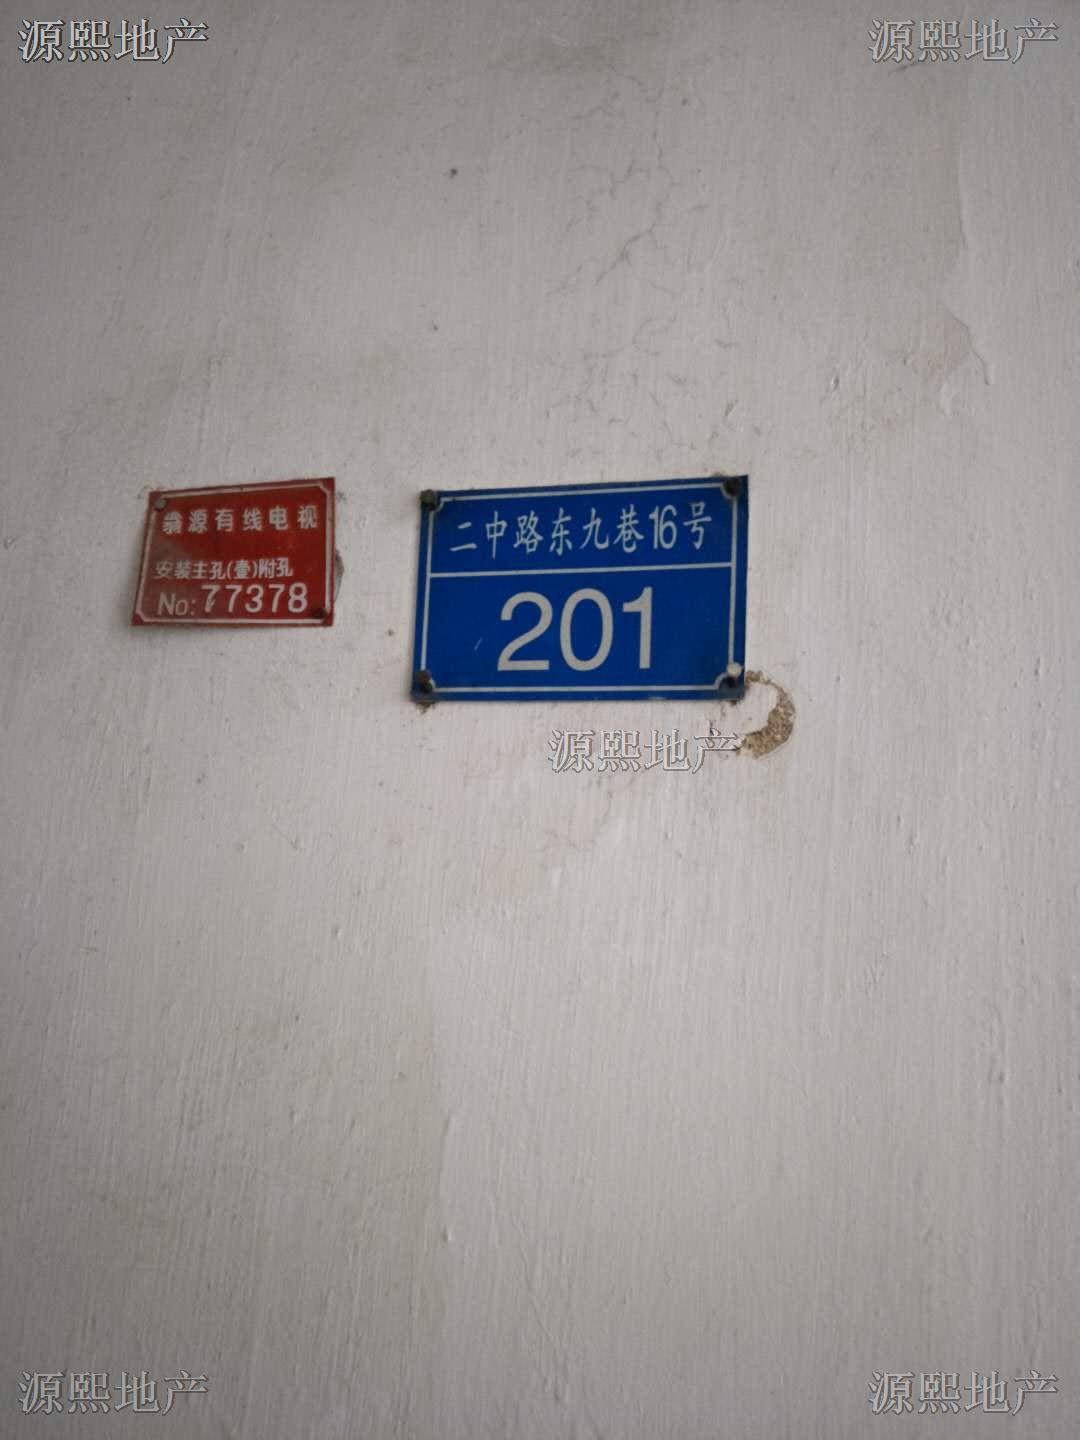 源熙地产
源熙地产
翁源有线电视
安装主孔(壹)附孔
No: 77378
二中路东九巷16号
201
源熙地产
源熙地产
源熙地产